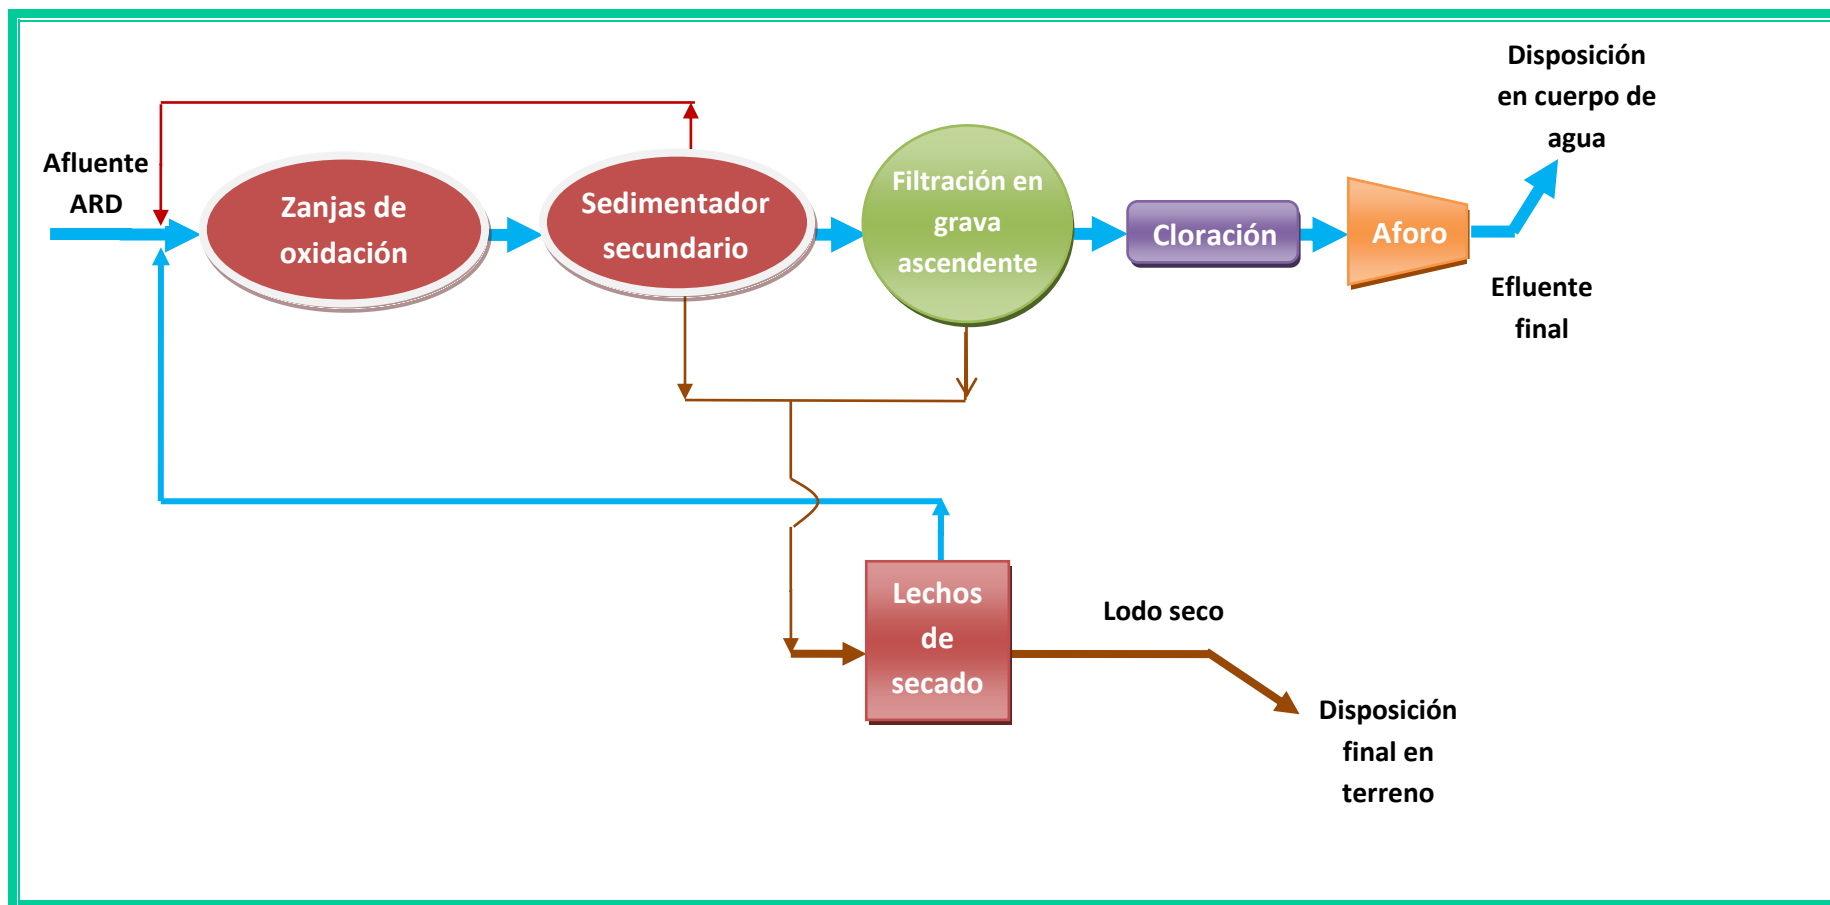 Afluente
ARD
Zanjas de
oxidación
Sedimentador
secundario
Filtración en
grava
ascendente
Cloración
Aforo
Disposición
en cuerpo de
agua
Efluente
final
Lechos
de
secado
Lodo seco
Disposición
final en
terreno